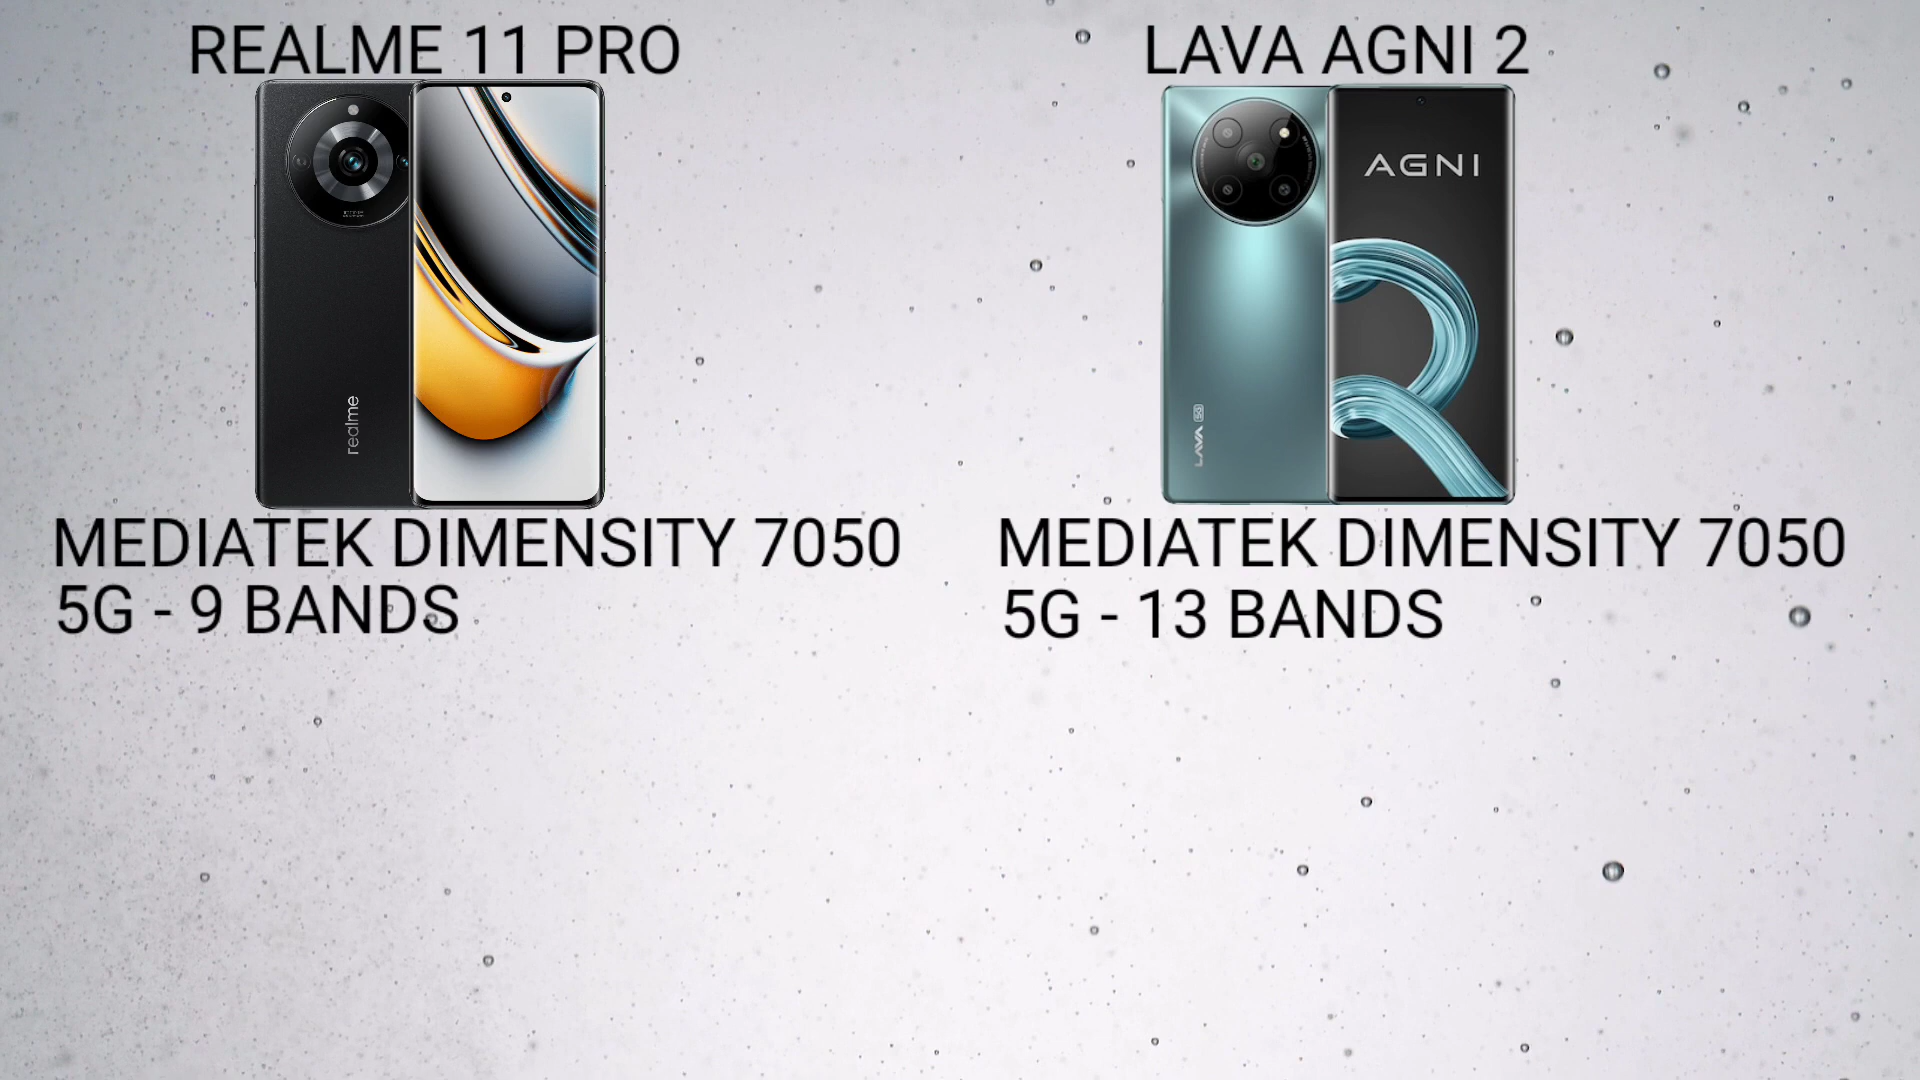 REALME 11 PRO
realme
MEDIATEK DIMENSITY 7050
5G - 9 BANDS
LAVA AGNI 2
AGNI
LAVA 5G
MEDIATEK DIMENSITY 7050
5G - 13 BANDS